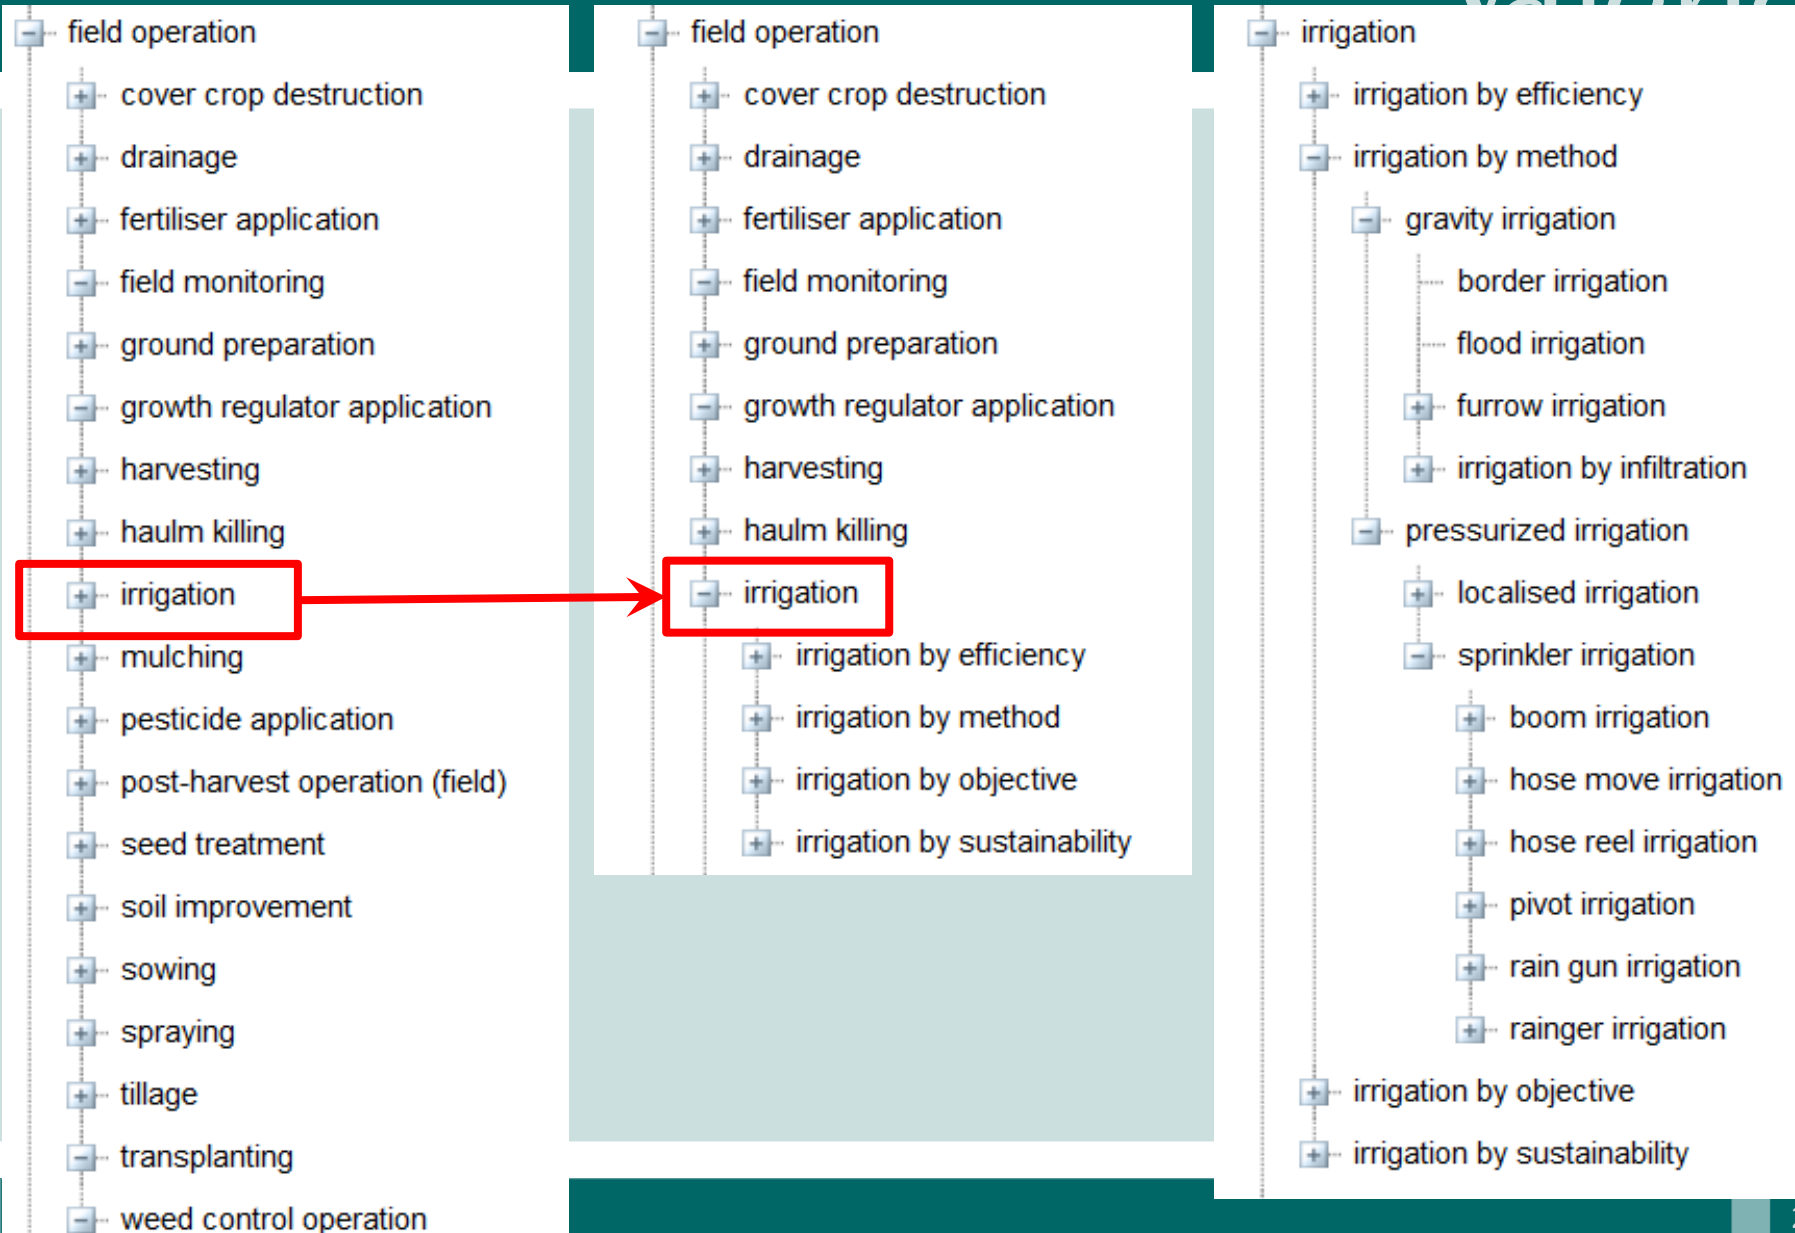 field operation
cover crop destruction
drainage
fertiliser application
field monitoring
ground preparation
growth regulator application
harvesting
haulm killing
irrigation
mulching
pesticide application
post-harvest operation (field)
seed treatment
soil improvement
sowing
spraying
tillage
transplanting
weed control operation
field operation
cover crop destruction
drainage
fertiliser application
field monitoring
ground preparation
growth regulator application
harvesting
haulm killing
irrigation
irrigation by efficiency
irrigation by method
irrigation by objective
irrigation by sustainability
irrigation
irrigation by efficiency
irrigation by method
gravity irrigation
border irrigation
flood irrigation
furrow irrigation
irrigation by infiltration
pressurized irrigation
localised irrigation
sprinkler irrigation
boom irrigation
hose move irrigation
hose reel irrigation
pivot irrigation
rain gun irrigation
rainger irrigation
irrigation by objective
irrigation by sustainability